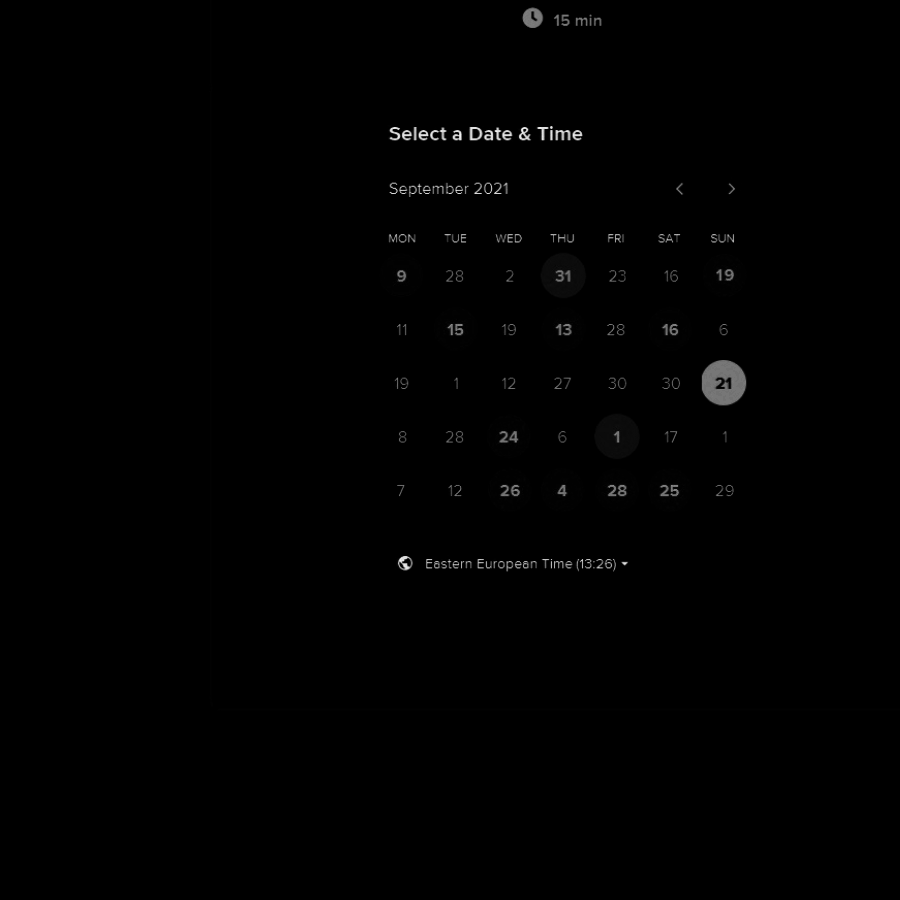 15 min
Select a Date & Time
September 2021
MON TUE WED THU FRI SAT SUN
9 28 2 31 23 16 19
11 15 19 13 28 16 6
19 1 12 27 30 30 21
8 28 24 6 1 17 1
7 12 26 4 28 25 29
Eastern European Time (13:26)